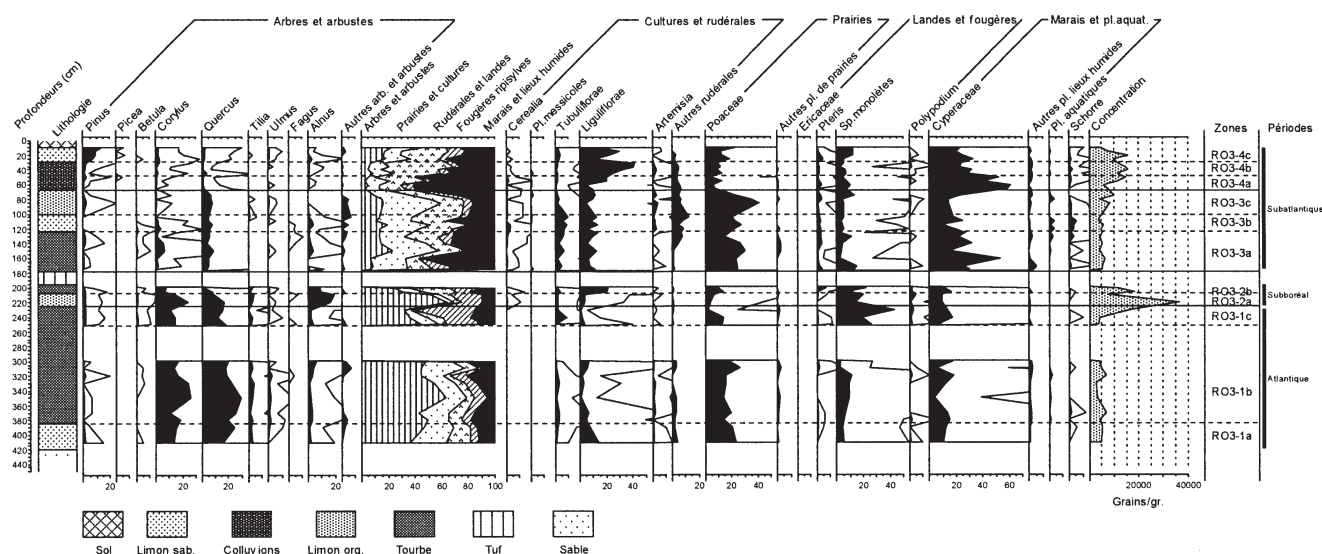 Arbres et arbustes
Cultures et rudérales
Prairies
Landes et fougères
Marais et pl.aquat.
Profondeurs (cm)
Lithologie
Pinus
Picea
Betula
Corylus
Quercus
Tilia
Ulmus
Fagus
Alnus
Autres arb. et arbustes
Arbres et arbustes
Prairies et cultures
Rudérales et landes
Fougères ripisylves
Marais et lieux humides
Cerealia
Pl.messicoles
Tubuliflorae
Liguliflorae
Artemisia
Autres rudérales
Poaceae
Autres pl. de prairies
Ericaceae
Pteris
Sp.monolètes
Polypodium
Cyperaceae
Autres pl. lieux humides
Pl. aquatiques
Schorre
Concentration
Zones
Périodes
0
20
40
60
80
100
120
140
160
180
200
220
240
260
280
300
320
340
360
380
400
420
440
RO3-4c
RO3-4b
RO3-4a
RO3-3c
RO3-3b
RO3-3a
RO3-2b
RO3-2a
RO3-1c
RO3-1b
RO3-1a
Subatlantique
Subboréal
Atlantique
20 20 20 20 20 40 60 80 100 20 20 40 20 20 40 20 40 20 20 40 60 20000 40000
Grains/gr.
Sol
Limon sab.
Colluvions
Limon org.
Tourbe
Tuf
Sable